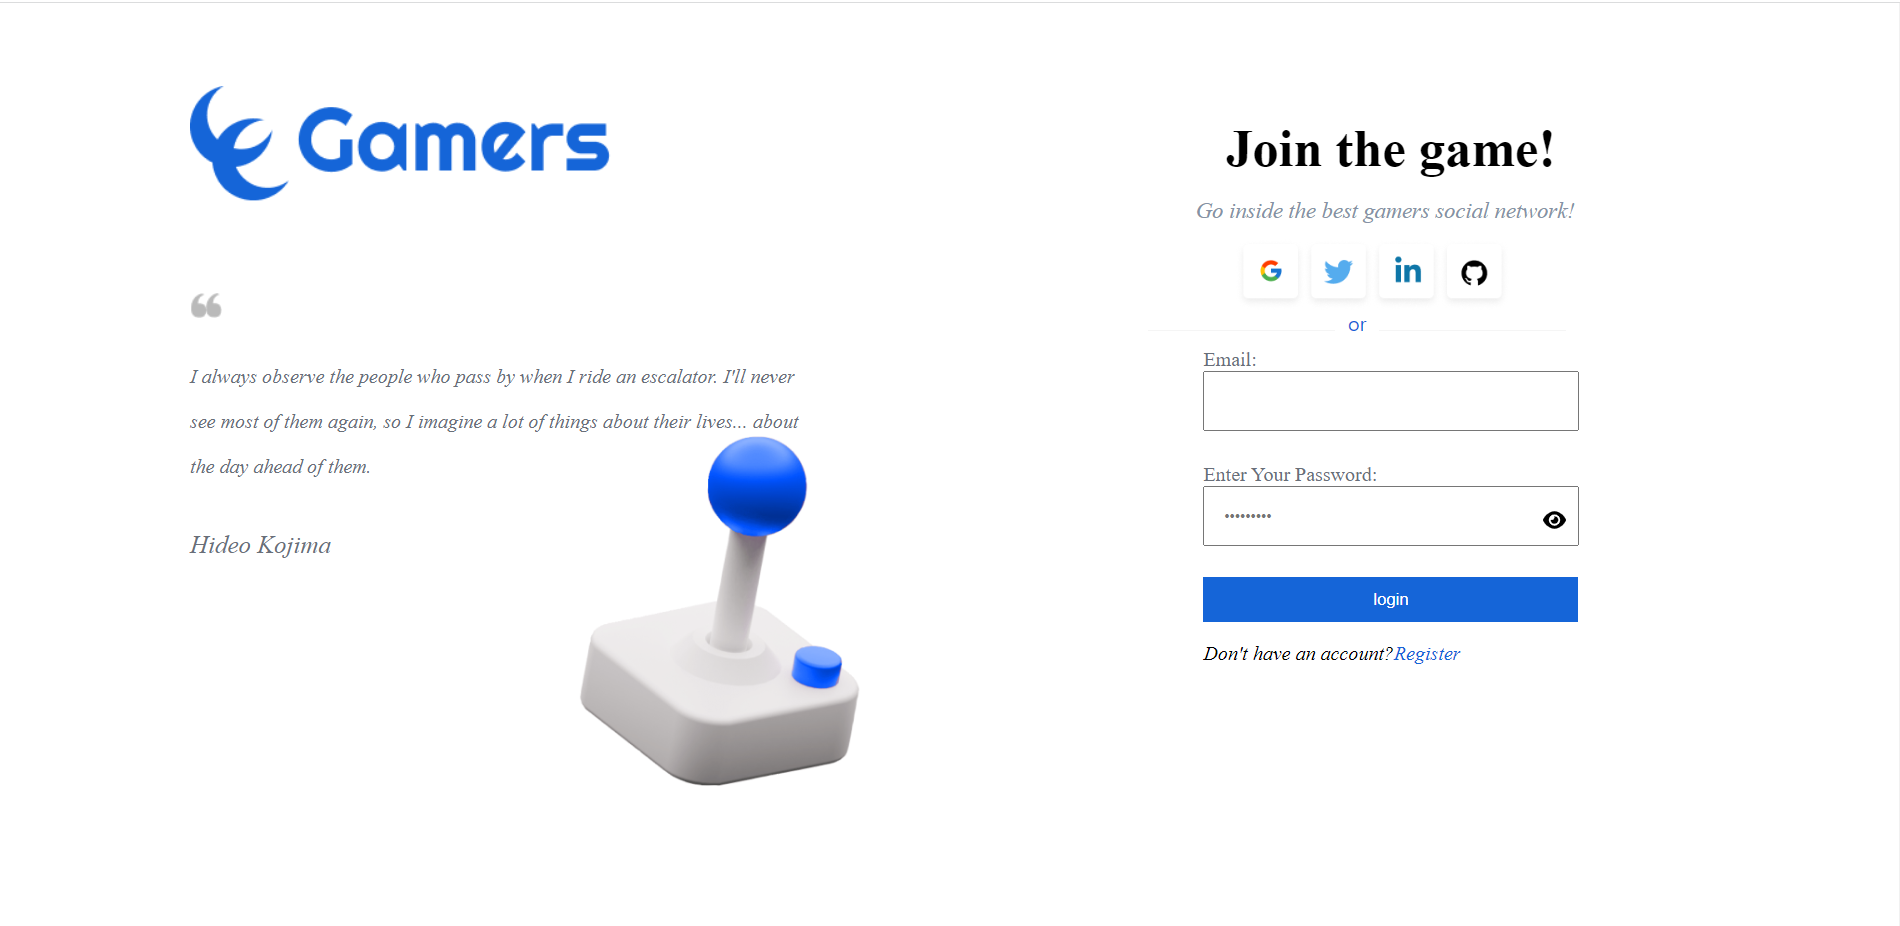 Gamers
“
I always observe the people who pass by when I ride an escalator. I'll never
see most of them again, so I imagine a lot of things about their lives... about
the day ahead of them.
Hideo Kojima
Join the game!
Go inside the best gamers social network!
in
or
Email:
Enter Your Password:
•••••••••
login
Don't have an account?Register